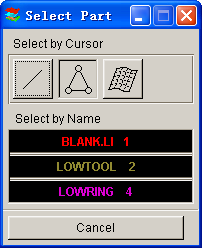 Select Part
Select by Cursor
Select by Name
BLANK.LI 1
LOWTOOL 2
LOWRING 4
Cancel